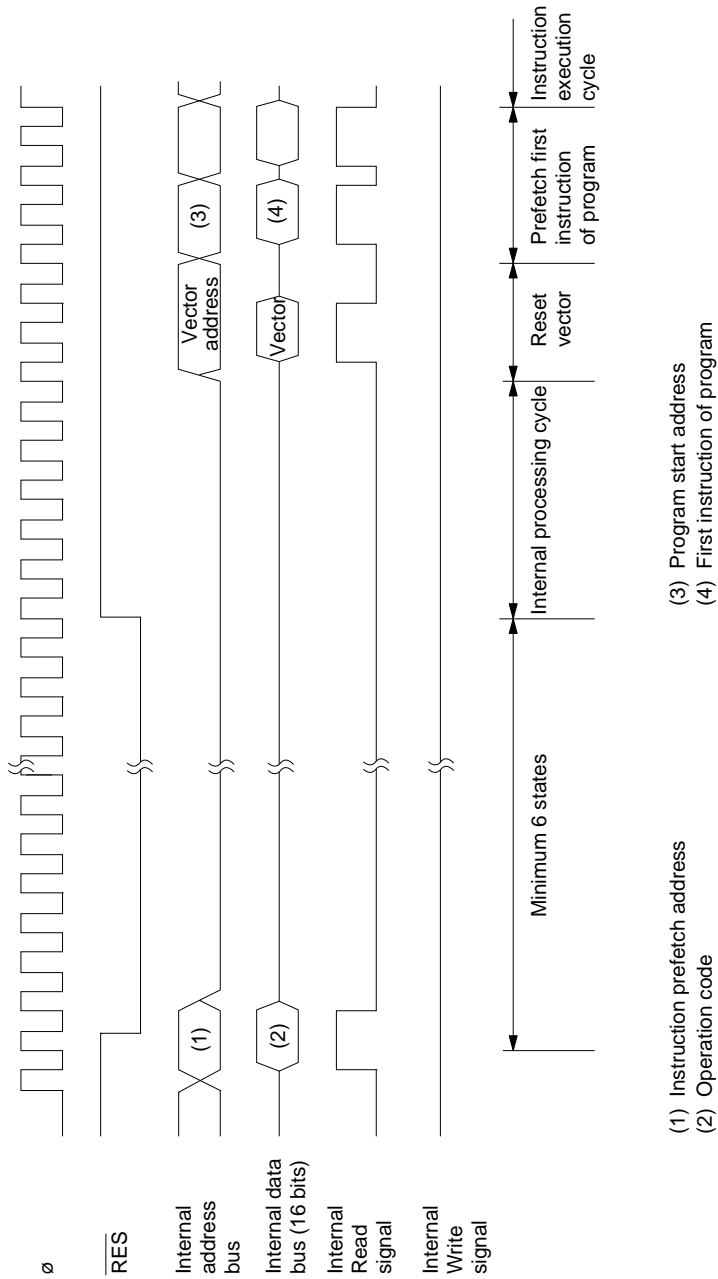 ø
RES
Internal
address
bus
Internal data
bus (16 bits)
Internal
Read
signal
Internal
Write
signal
(1)
(2)
Vector
address
Vector
(3)
(4)
Minimum 6 states
Internal processing cycle
Reset
vector
Prefetch first
instruction
of program
Instruction
execution
cycle
(1) Instruction prefetch address
(2) Operation code
(3) Program start address
(4) First instruction of program